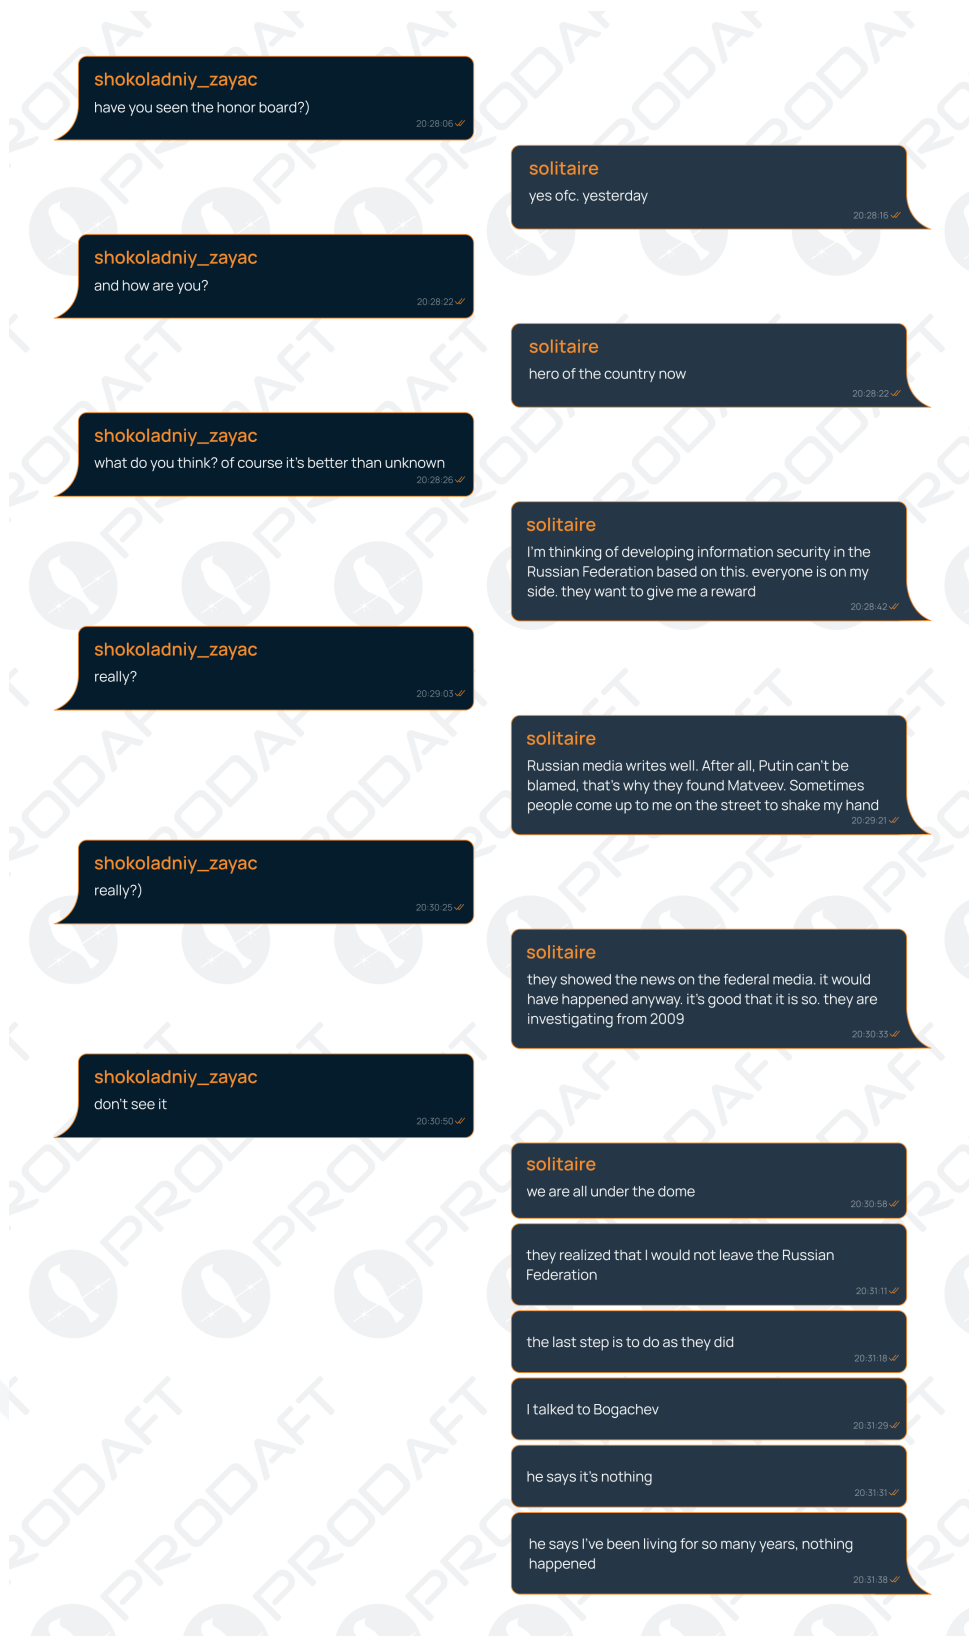 shokoladniy_zayac
have you seen the honor board?)
20:28:06
solitaire
yes ofc. yesterday
20:28:16
shokoladniy_zayac
and how are you?
20:28:22
solitaire
hero of the country now
20:28:22
shokoladniy_zayac
what do you think? of course it's better than unknown
20:28:26
solitaire
I'm thinking of developing information security in the
Russian Federation based on this. everyone is on my
side. they want to give me a reward
20:28:42
shokoladniy_zayac
really?
20:29:03
solitaire
Russian media writes well. After all, Putin can't be
blamed, that's why they found Matveev. Sometimes
people come up to me on the street to shake my hand
20:29:21
shokoladniy_zayac
really?)
20:30:25
solitaire
they showed the news on the federal media. it would
have happened anyway. it's good that it is so. they are
investigating from 2009
20:30:33
shokoladniy_zayac
don't see it
20:30:50
solitaire
we are all under the dome
20:30:58
they realized that I would not leave the Russian
Federation
20:31:11
the last step is to do as they did
20:31:18
I talked to Bogachev
20:31:29
he says it's nothing
20:31:31
he says I've been living for so many years, nothing
happened
20:31:38
PRODAFT